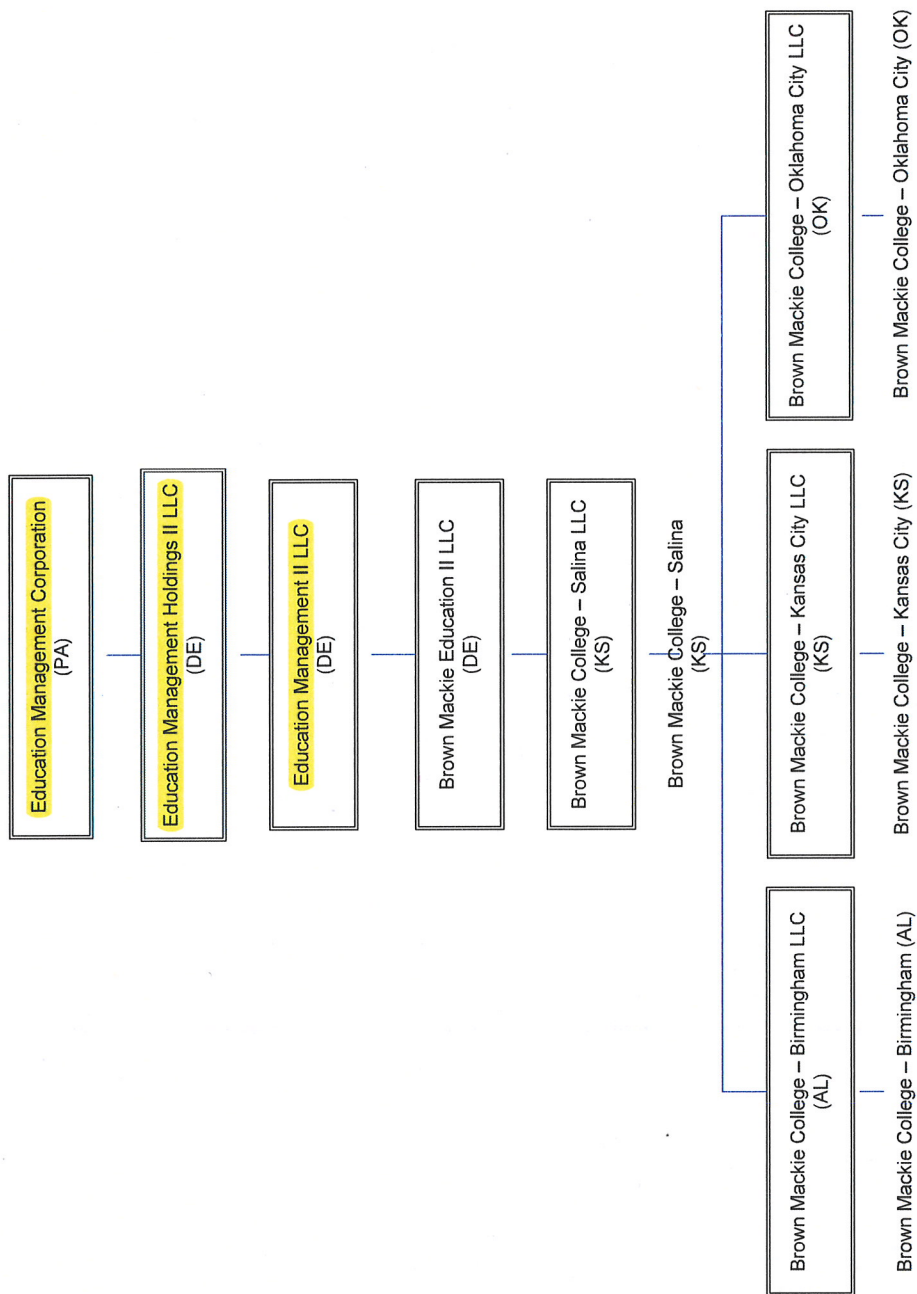 Education Management Corporation
(PA)
Education Management Holdings II LLC
(DE)
Education Management II LLC
(DE)
Brown Mackie Education II LLC
(DE)
Brown Mackie College – Salina LLC
(KS)
Brown Mackie College – Salina
(KS)
Brown Mackie College – Birmingham LLC
(AL)
Brown Mackie College – Kansas City LLC
(KS)
Brown Mackie College – Oklahoma City LLC
(OK)
Brown Mackie College – Birmingham (AL)
Brown Mackie College – Kansas City (KS)
Brown Mackie College – Oklahoma City (OK)